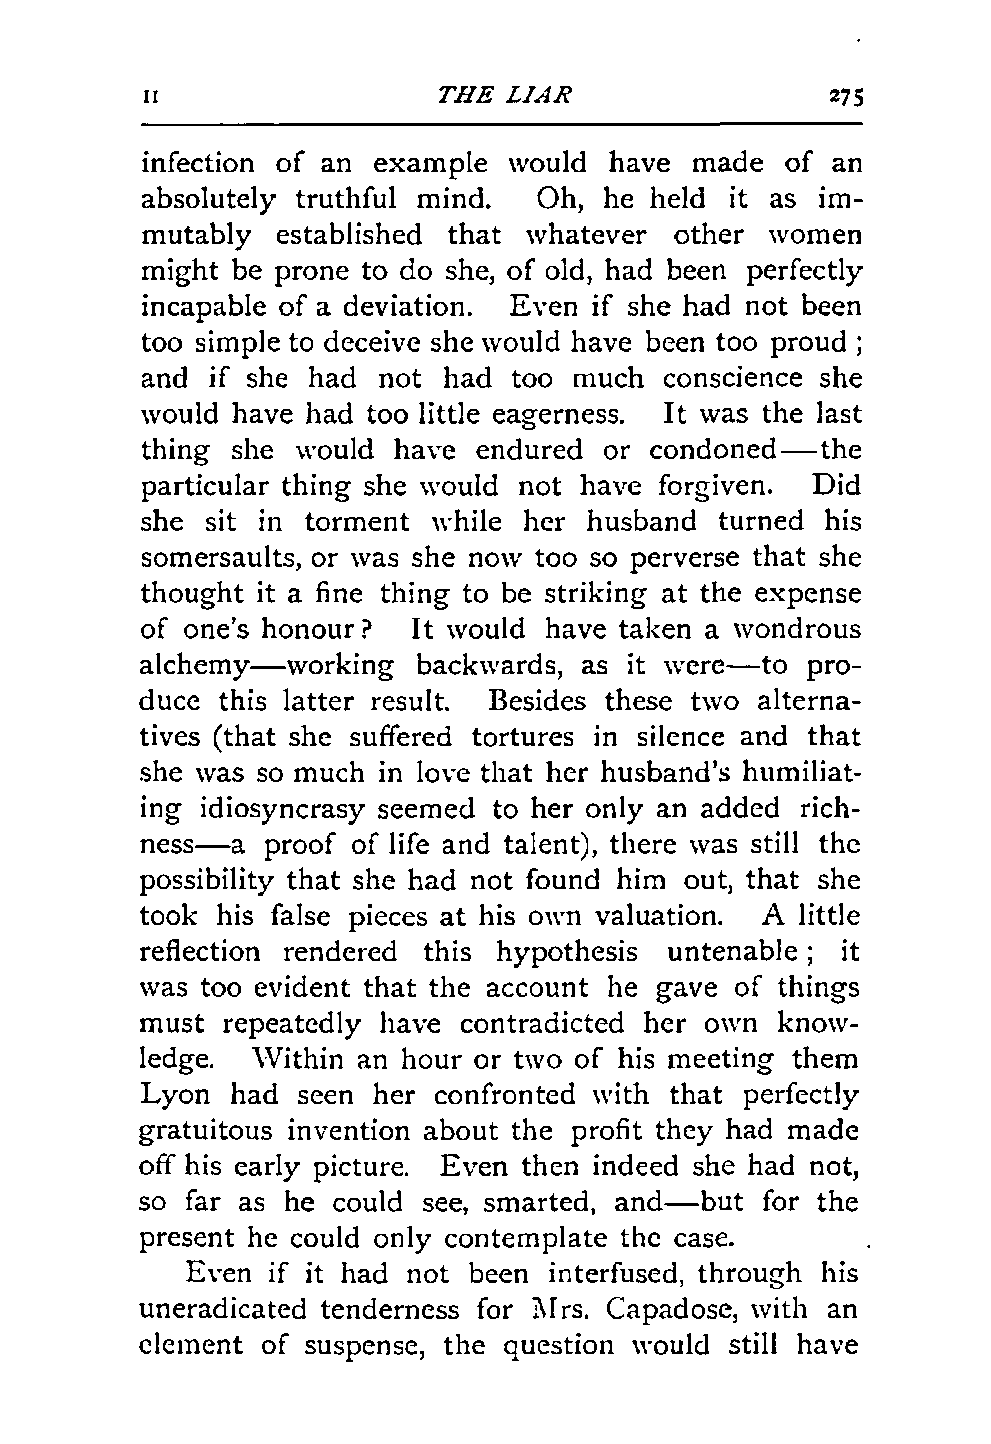 II THE LIAR 275
infection of an example would have made of an
absolutely truthful mind. Oh, he held it as im-
mutably established that whatever other women
might be prone to do she, of old, had been perfectly
incapable of a deviation. Even if she had not been
too simple to deceive she would have been too proud ;
and if she had not had too much conscience she
would have had too little eagerness. It was the last
thing she would have endured or condoned—the
particular thing she would not have forgiven. Did
she sit in torment while her husband turned his
somersaults, or was she now too so perverse that she
thought it a fine thing to be striking at the expense
of one's honour ? It would have taken a wondrous
alchemy—working backwards, as it were—to pro-
duce this latter result. Besides these two alterna-
tives (that she suffered tortures in silence and that
she was so much in love that her husband's humiliat-
ing idiosyncrasy seemed to her only an added rich-
ness—a proof of life and talent), there was still the
possibility that she had not found him out, that she
took his false pieces at his own valuation. A little
reflection rendered this hypothesis untenable ; it
was too evident that the account he gave of things
must repeatedly have contradicted her own know-
ledge. Within an hour or two of his meeting them
Lyon had seen her confronted with that perfectly
gratuitous invention about the profit they had made
off his early picture. Even then indeed she had not,
so far as he could see, smarted, and—but for the
present he could only contemplate the case.
Even if it had not been interfused, through his
uneradicated tenderness for Mrs. Capadose, with an
element of suspense, the question would still have